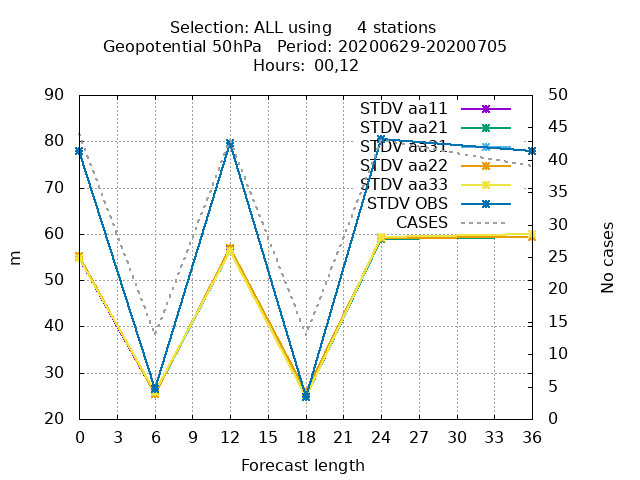 Selection: ALL using     4 stations
Geopotential 50hPa   Period: 20200629-20200705
Hours:  00,12
90 50
STDV aa11
45
STDV aa21
80
STDV aa31
40
STDV aa22
70
STDV aa33
35
STDV OBS
CASES
30
60
25
50
20
40
15
10
30
5
20 0
0 3 6 9 12 15 18 21 24 27 30 33 36
Forecast length
m
No cases